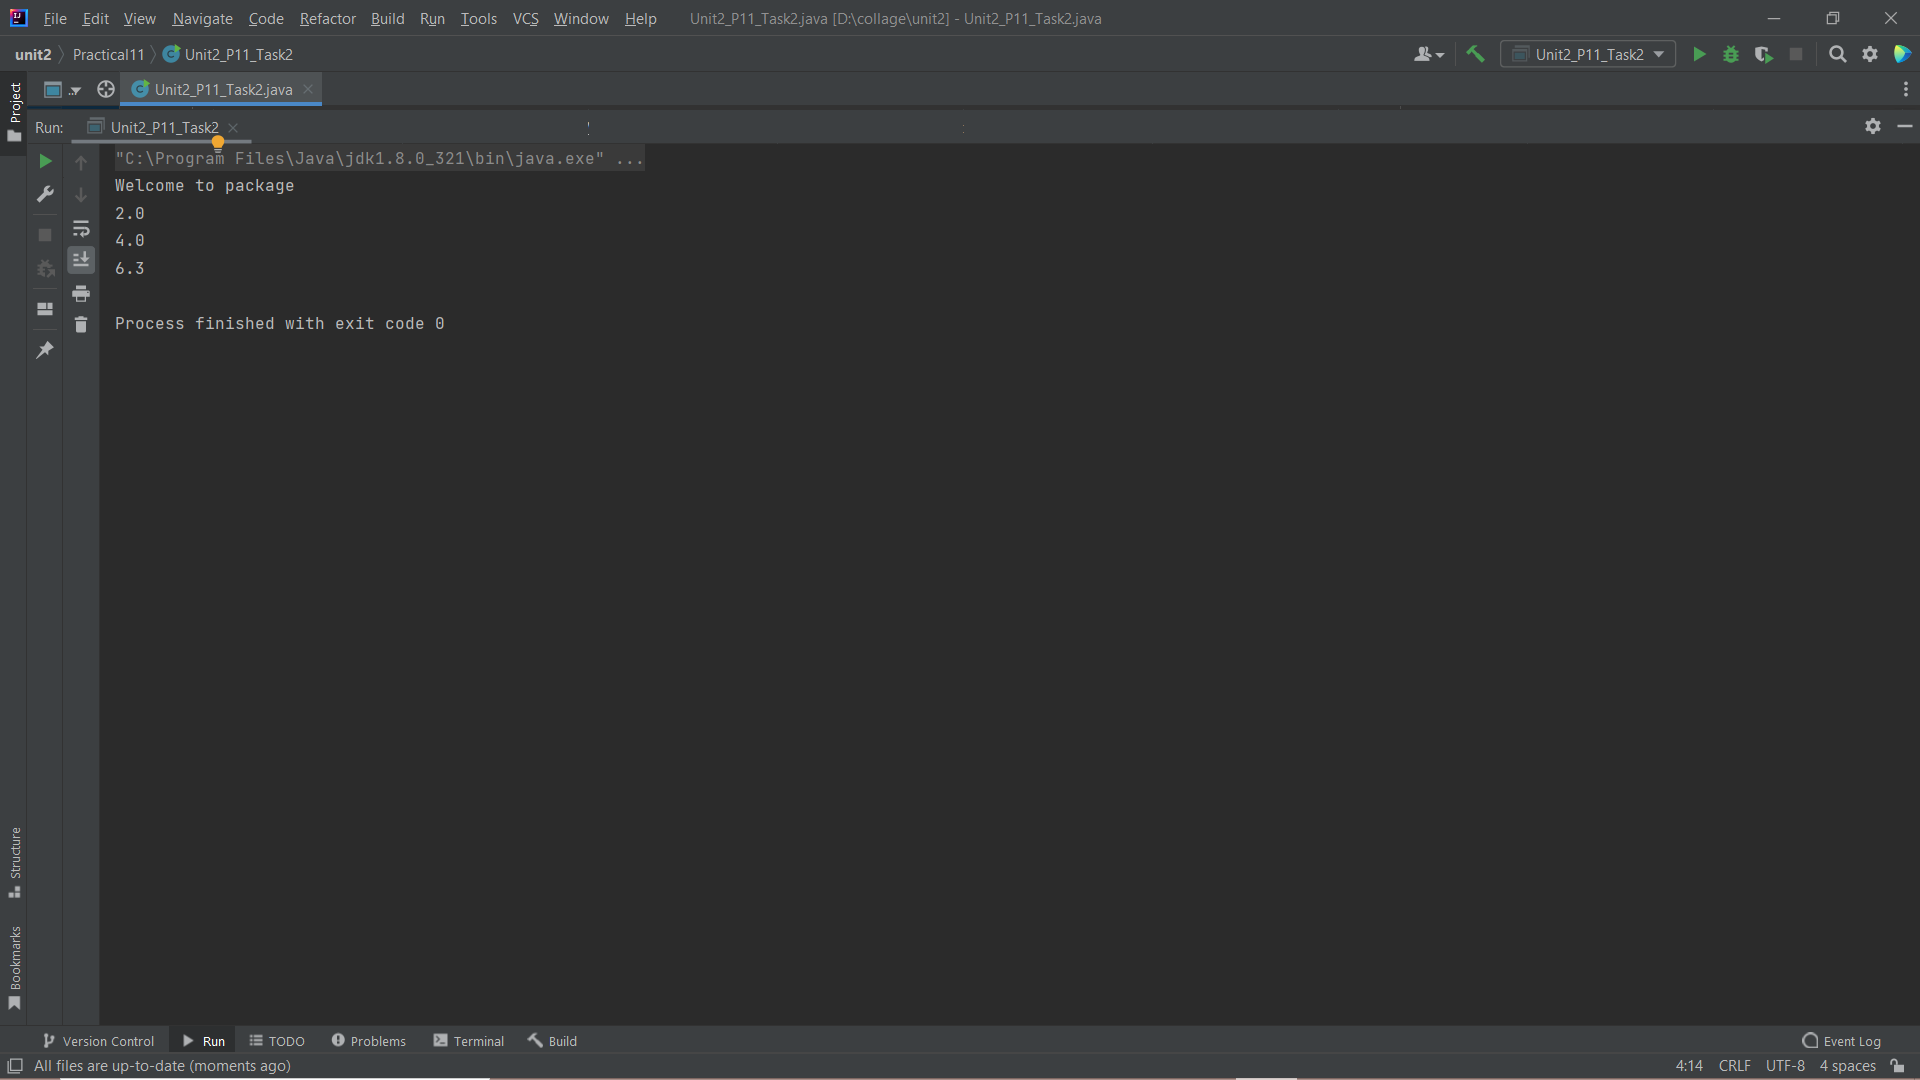 File Edit View Navigate Code Refactor Build Run Tools VCS Window Help Unit2_P11_Task2.java [D:\collage\unit2] - Unit2_P11_Task2.java
unit2 Practical11 Unit2_P11_Task2 Unit2_P11_Task2
Project
Unit2_P11_Task2.java
Run: Unit2_P11_Task2
"C:\Program Files\Java\jdk1.8.0_321\bin\java.exe" ...
Welcome to package
2.0
4.0
6.3
Process finished with exit code 0
Structure
Bookmarks
Version Control Run TODO Problems Terminal Build Event Log
All files are up-to-date (moments ago) 4:14 CRLF UTF-8 4 spaces